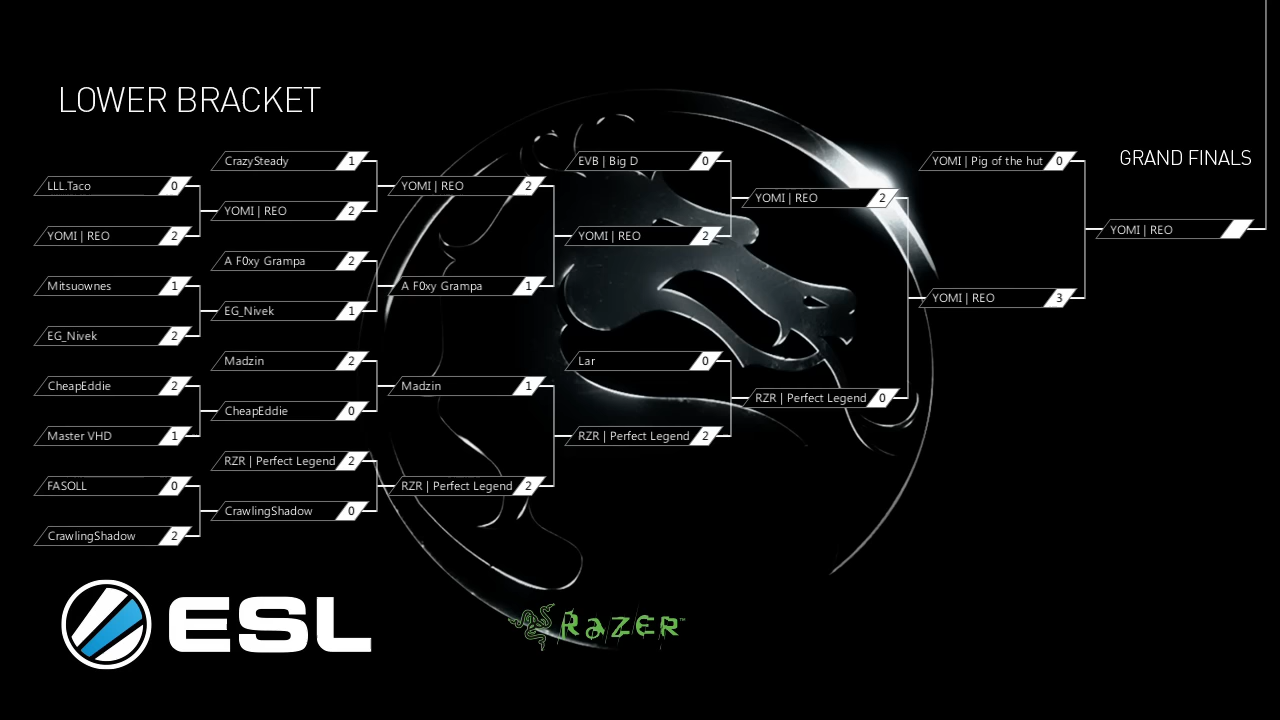 LOWER BRACKET
GRAND FINALS
LLL.Taco 0
YOMI | REO 2
Mitsuownes 1
EG_Nivek 2
CheapEddie 2
Master VHD 1
FASOLL 0
CrawlingShadow 2
CrazySteady 1
YOMI | REO 2
A F0xy Grampa 2
EG_Nivek 1
Madzin 2
CheapEddie 0
RZR | Perfect Legend 2
CrawlingShadow 0
YOMI | REO 2
A F0xy Grampa 1
Madzin 1
RZR | Perfect Legend 2
EVB | Big D 0
YOMI | REO 2
Lar 0
RZR | Perfect Legend 2
YOMI | REO 2
RZR | Perfect Legend 0
YOMI | Pig of the hut 0
YOMI | REO 3
YOMI | REO
ESL
RAZER™